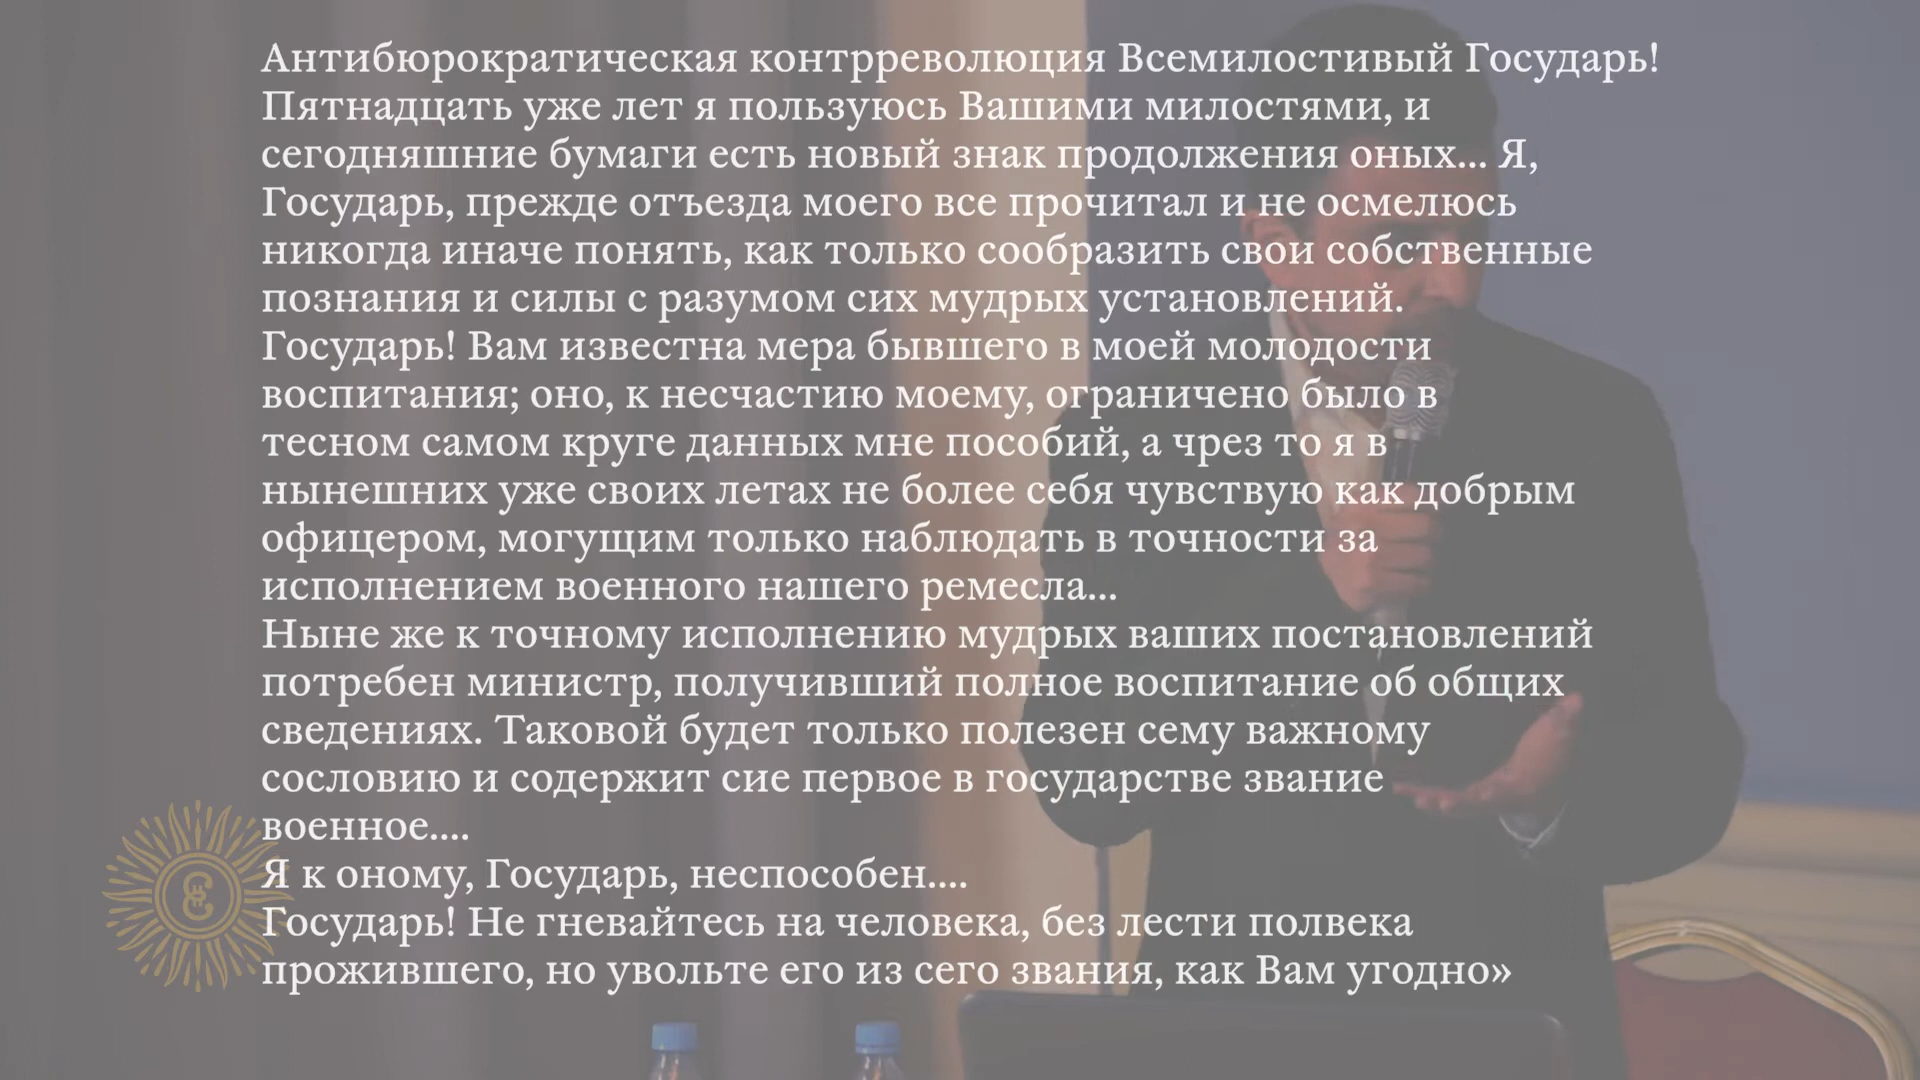 Антибюрократическая контрреволюция Всемилостивый Государь!
Пятнадцать уже лет я пользуюсь Вашими милостями, и
сегодняшние бумаги есть новый знак продолжения оных... Я,
Государь, прежде отъезда моего все прочитал и не осмелюсь
никогда иначе понять, как только сообразить свои собственные
познания и силы с разумом сих мудрых установлений.
Государь! Вам известна мера бывшего в моей молодости
воспитания; оно, к несчастию моему, ограничено было в
тесном самом круге данных мне пособий, а чрез то я в
нынешних уже своих летах не более себя чувствую как добрым
офицером, могущим только наблюдать в точности за
исполнением военного нашего ремесла...
Ныне же к точному исполнению мудрых ваших постановлений
потребен министр, получивший полное воспитание об общих
сведениях. Таковой будет только полезен сему важному
сословию и содержит сие первое в государстве звание
военное....
Я к оному, Государь, неспособен....
Государь! Не гневайтесь на человека, без лести полвека
прожившего, но увольте его из сего звания, как Вам угодно»